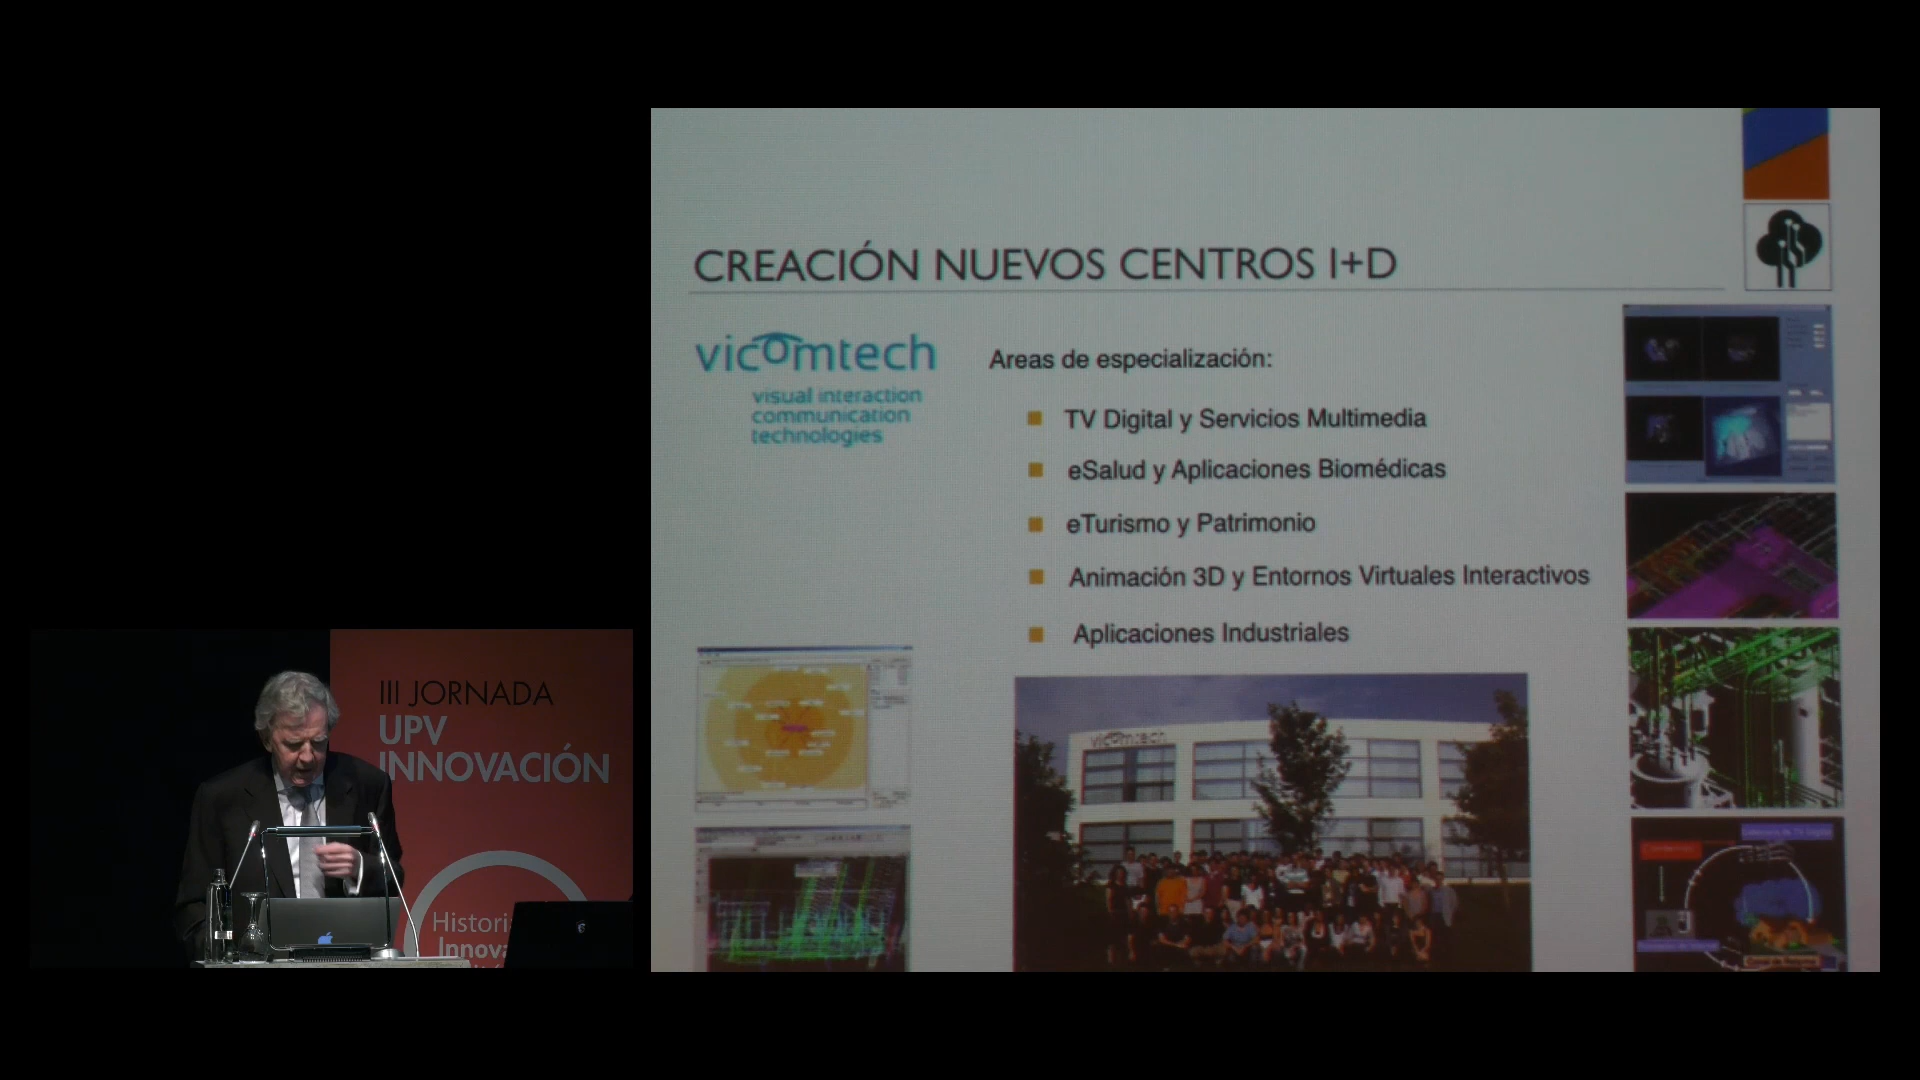 CREACIÓN NUEVOS CENTROS I+D
vicomtech
visual interaction
communication
technologies
Areas de especialización:
TV Digital y Servicios Multimedia
eSalud y Aplicaciones Biomédicas
eTurismo y Patrimonio
Animación 3D y Entornos Virtuales Interactivos
Aplicaciones Industriales
vicomtech
III JORNADA
UPV
INNOVACIÓN
Histori
Innova